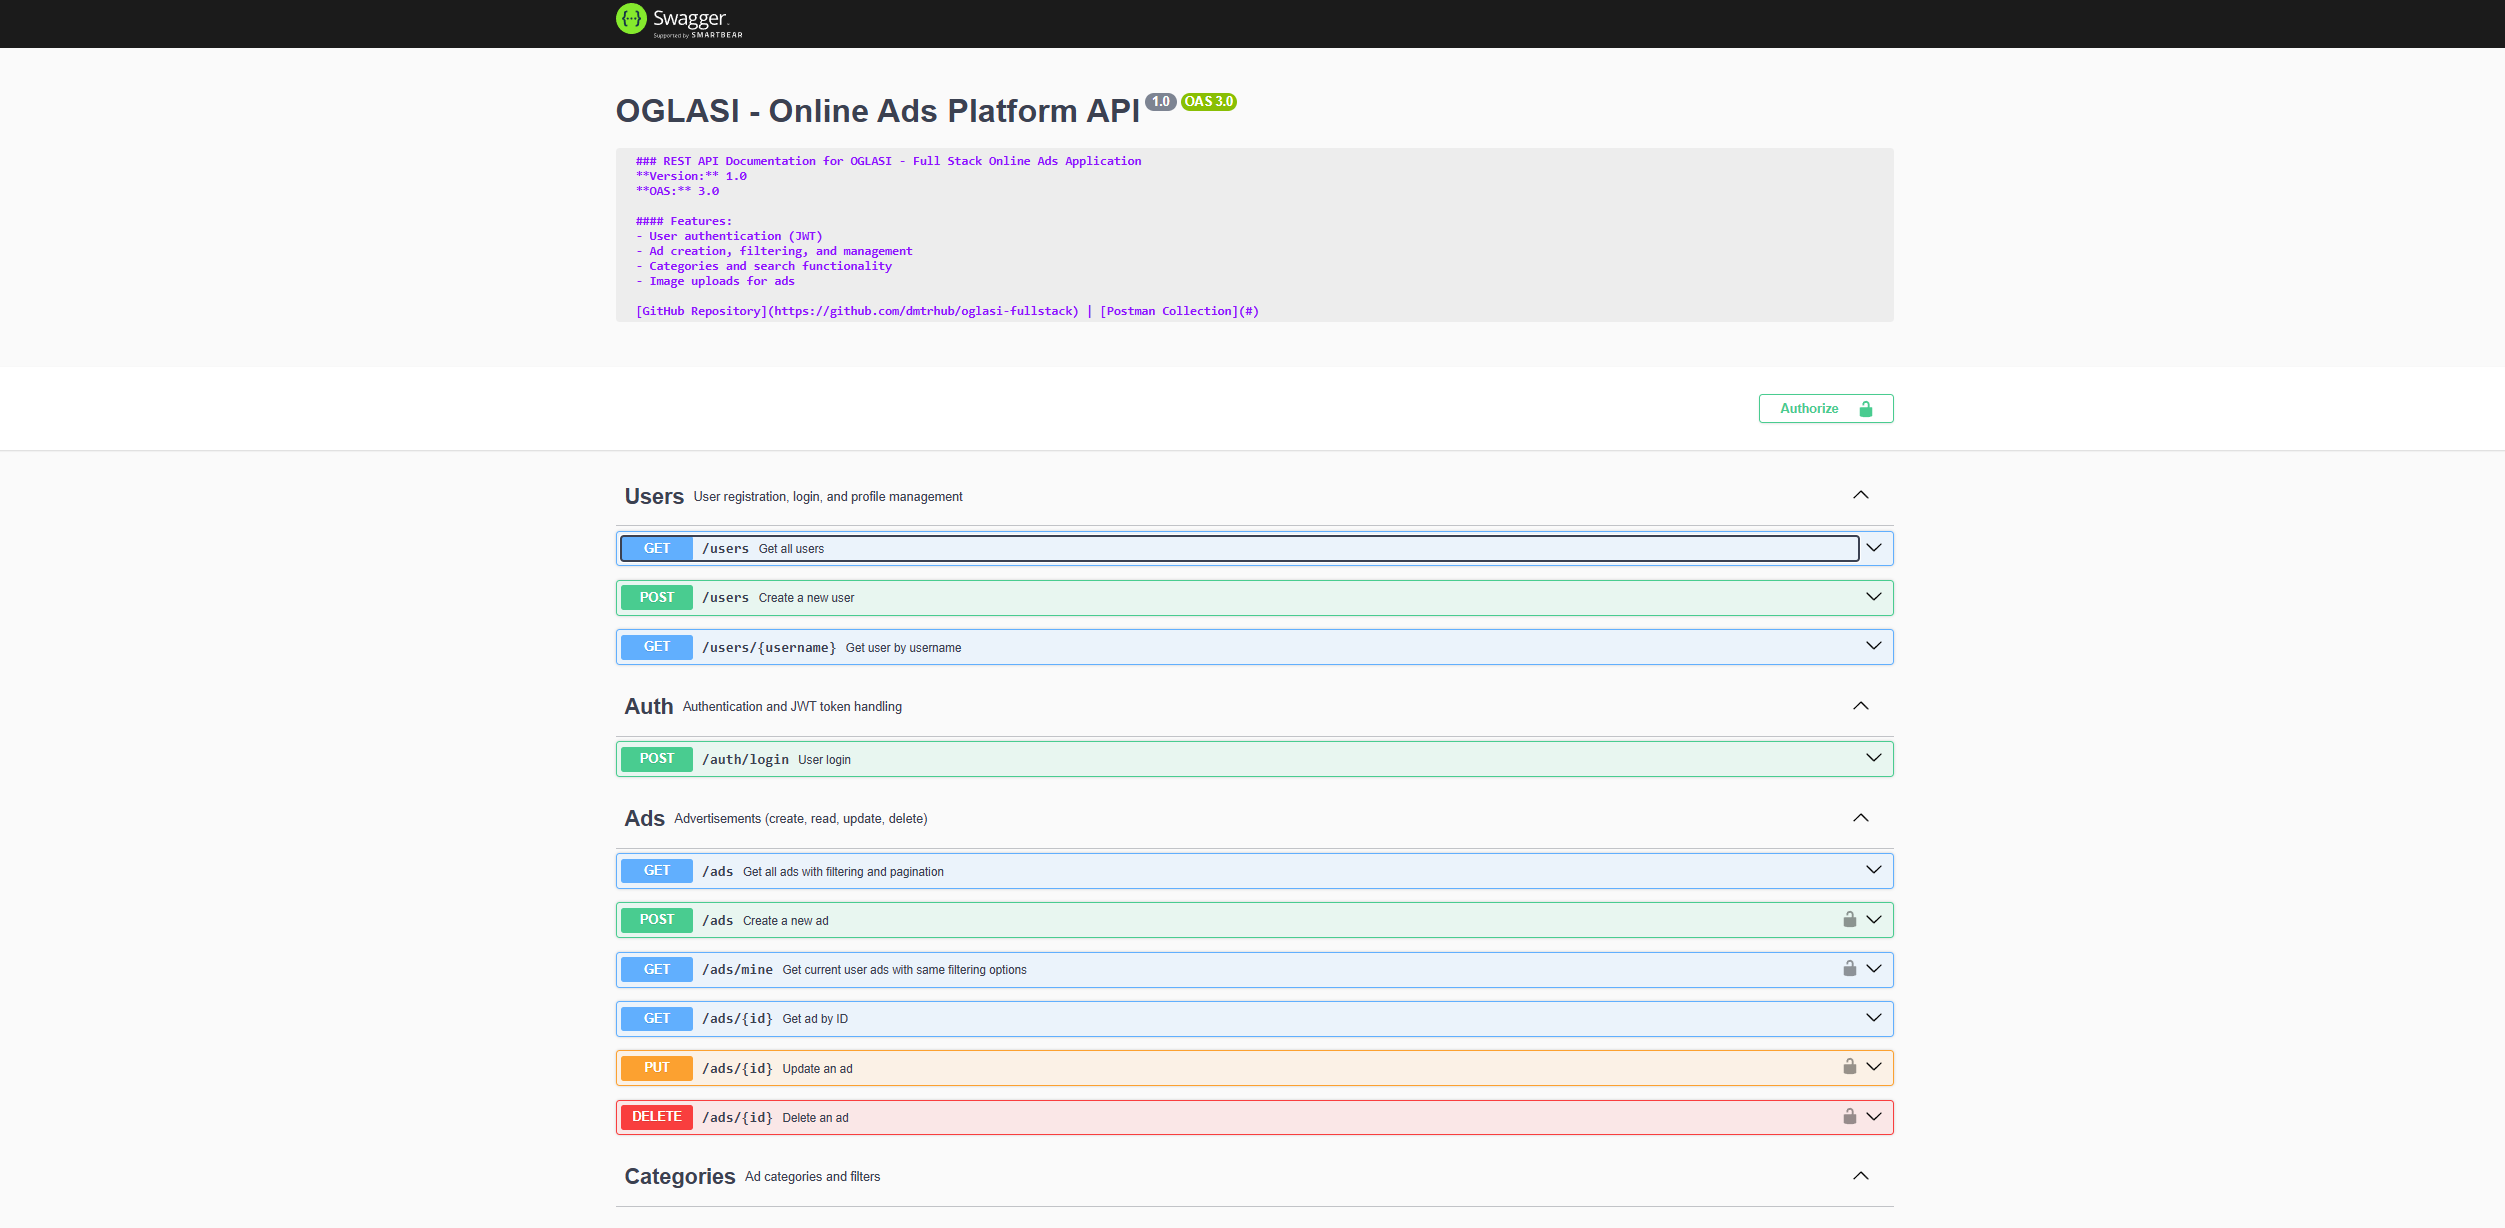 {···} Swagger.
Supported by SMARTBEAR
OGLASI - Online Ads Platform API 1.0 OAS 3.0
### REST API Documentation for OGLASI - Full Stack Online Ads Application
**Version:** 1.0
**OAS:** 3.0
#### Features:
- User authentication (JWT)
- Ad creation, filtering, and management
- Categories and search functionality
- Image uploads for ads
[GitHub Repository](https://github.com/dmtrhub/oglasi-fullstack) | [Postman Collection](#)
Authorize
Users User registration, login, and profile management
GET /users Get all users
POST /users Create a new user
GET /users/{username} Get user by username
Auth Authentication and JWT token handling
POST /auth/login User login
Ads Advertisements (create, read, update, delete)
GET /ads Get all ads with filtering and pagination
POST /ads Create a new ad
GET /ads/mine Get current user ads with same filtering options
GET /ads/{id} Get ad by ID
PUT /ads/{id} Update an ad
DELETE /ads/{id} Delete an ad
Categories Ad categories and filters